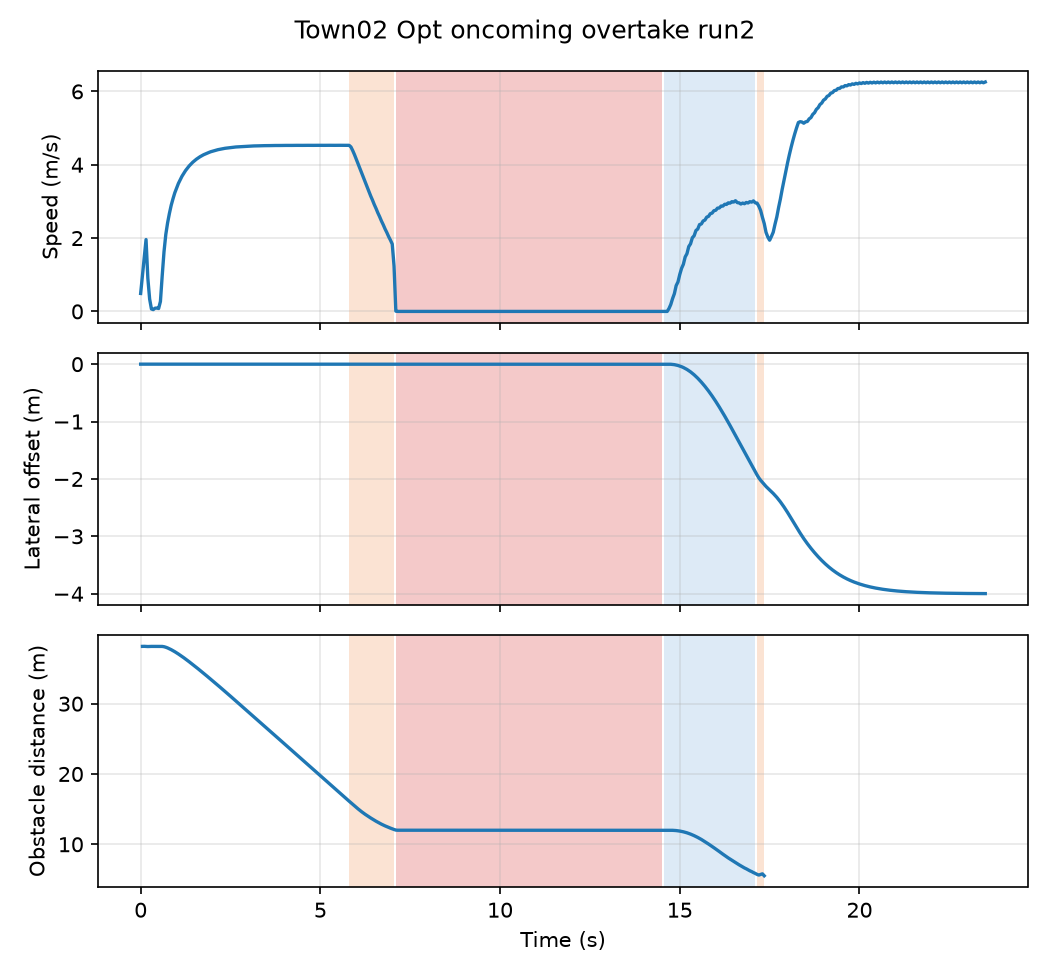 Town02 Opt oncoming overtake run2
Speed (m/s)
6
4
2
0
Lateral offset (m)
0
−1
−2
−3
−4
Obstacle distance (m)
30
20
10
0 5 10 15 20
Time (s)